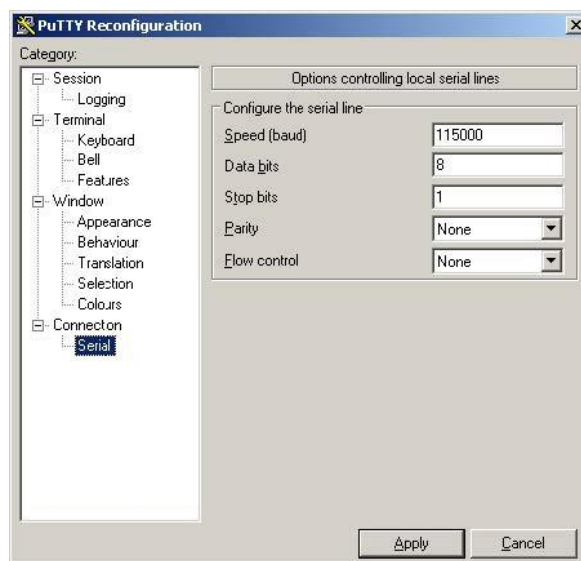 PuTTY Reconfiguration
Category:
Session
Logging
Terminal
Keyboard
Bell
Features
Window
Appearance
Behaviour
Translation
Selection
Colours
Connecton
Serial
Options controlling local serial lines
Configure the serial line
Speed (baud) 115000
Data bits 8
Stop bits 1
Parity None
Flow control None
Apply Cancel